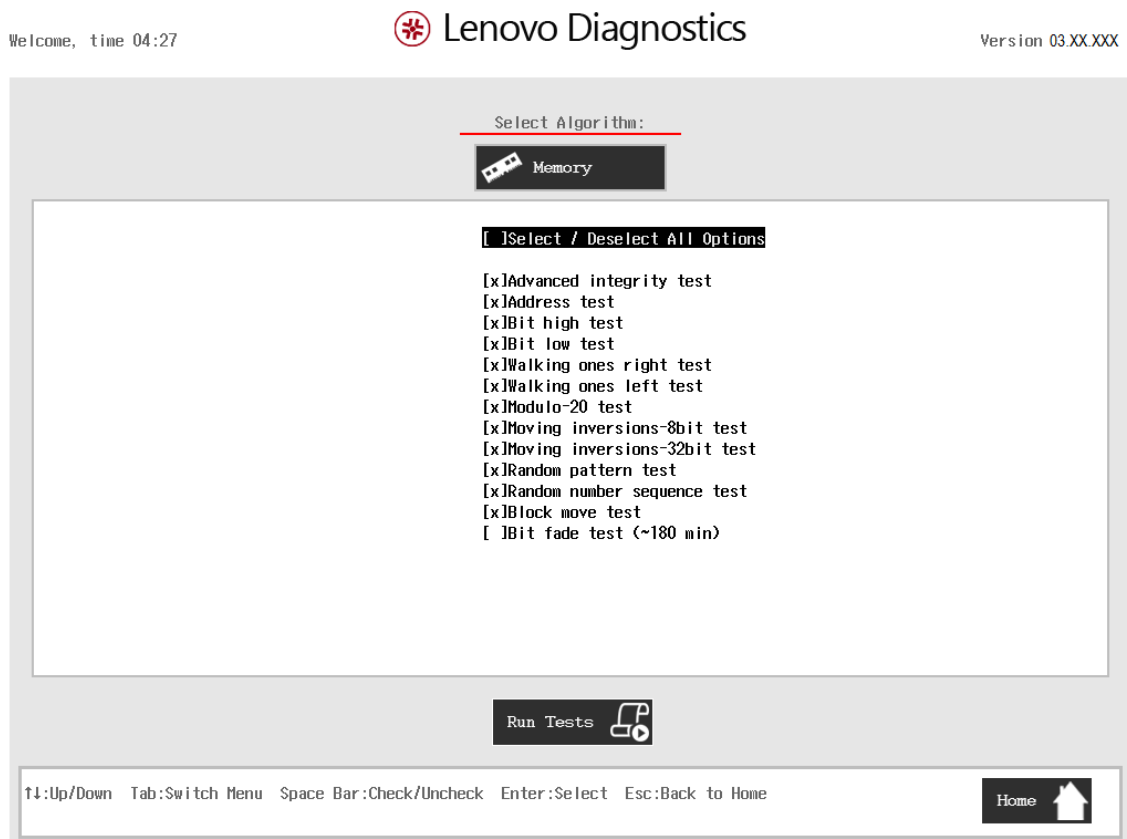 Welcome, time 04:27
Lenovo Diagnostics
Version 03.XX.XXX
Select Algorithm:
Memory
[ ]Select / Deselect All Options
[x]Advanced integrity test
[x]Address test
[x]Bit high test
[x]Bit low test
[x]Walking ones right test
[x]Walking ones left test
[x]Modulo-20 test
[x]Moving inversions-8bit test
[x]Moving inversions-32bit test
[x]Random pattern test
[x]Random number sequence test
[x]Block move test
[ ]Bit fade test (~180 min)
Run Tests
↑↓:Up/Down  Tab:Switch Menu  Space Bar:Check/Uncheck  Enter:Select  Esc:Back to Home
Home